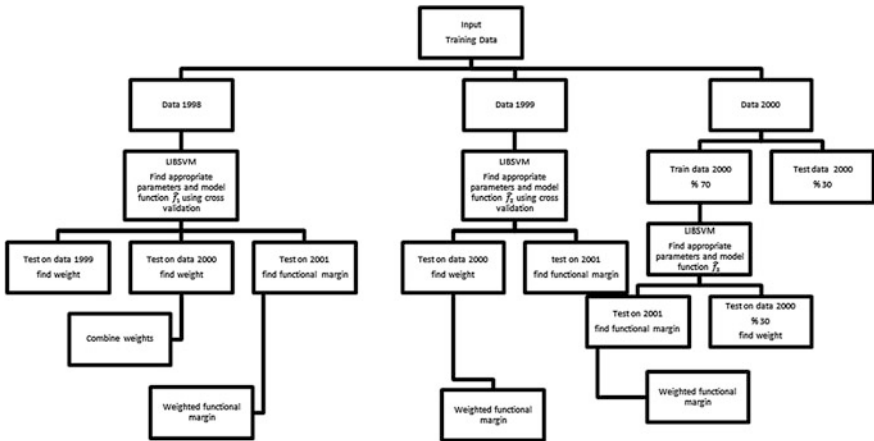 Input
Training Data
Data 1998
Data 1999
Data 2000
LIBSVM
Find appropriate
parameters and model
function f̂₁ using cross
validation
LIBSVM
Find appropriate
parameters and model
function f̂₂ using cross
validation
Train data 2000
% 70
Test data 2000
% 30
LIBSVM
Find appropriate
parameters and model
function f̂₃
Test on data 1999
find weight
Test on data 2000
find weight
Test on 2001
find functional margin
Test on data 2000
find weight
test on 2001
find functional margin
Test on 2001
find functional margin
Test on data 2000
% 30
find weight
Combine weights
Weighted functional
margin
Weighted functional
margin
Weighted functional
margin